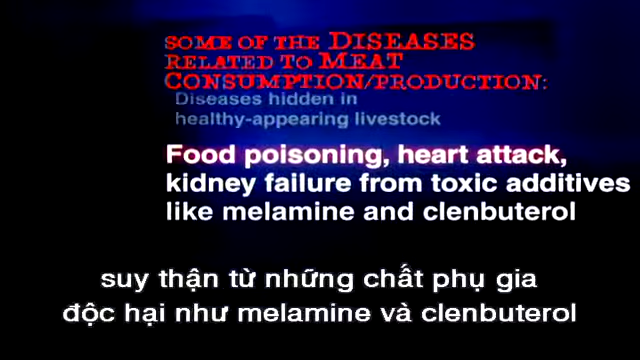 SOME OF THE DISEASES
RELATED TO MEAT
CONSUMPTION/PRODUCTION:
Diseases hidden in
healthy-appearing livestock
Food poisoning, heart attack,
kidney failure from toxic additives
like melamine and clenbuterol
suy thận từ những chất phụ gia
độc hại như melamine và clenbuterol